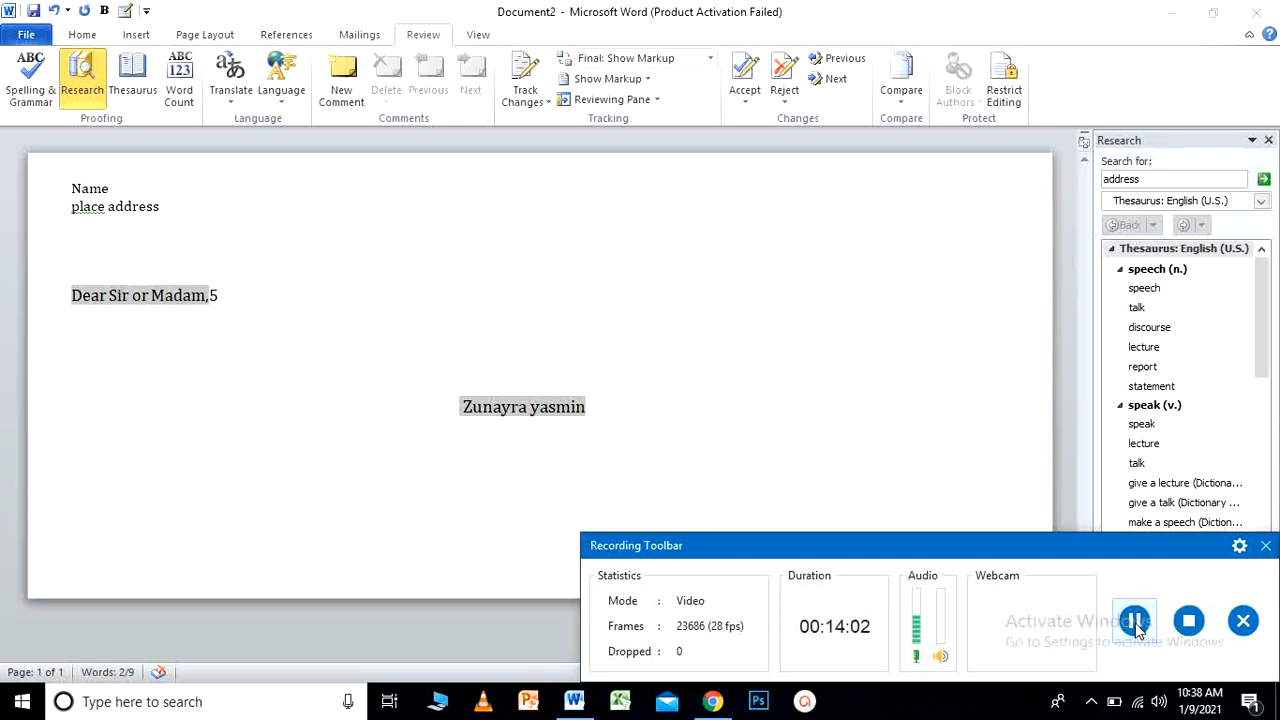 Document2 - Microsoft Word (Product Activation Failed)
File Home Insert Page Layout References Mailings Review View
ABC Spelling & Grammar
Research
Thesaurus
ABC 123 Word Count
Translate
Language
New Comment
Delete
Previous
Next
Track Changes
Final: Show Markup
Show Markup
Reviewing Pane
Accept
Reject
Previous
Next
Compare
Block Authors
Restrict Editing
Proofing Language Comments Tracking Changes Compare Protect
Research
Search for:
address
Thesaurus: English (U.S.)
Back
Thesaurus: English (U.S.)
speech (n.)
speech
talk
discourse
lecture
report
statement
speak (v.)
speak
lecture
talk
give a lecture (Dictiona...
give a talk (Dictionary ...
make a speech (Diction...
Name
place address
Dear Sir or Madam,5
Zunayra yasmin
Recording Toolbar
Statistics
Mode : Video
Frames : 23686 (28 fps)
Dropped : 0
Duration
00:14:02
Audio
Webcam
Activate Windows
Go to Settings to activate Windows
Page: 1 of 1 Words: 2/9
Type here to search
10:38 AM
1/9/2021